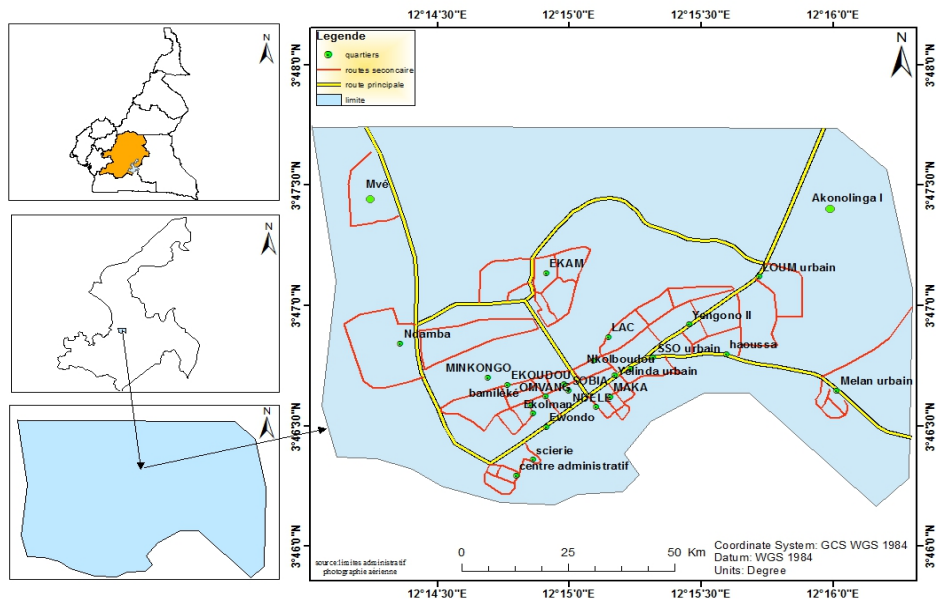 N
N
N
12°14'30"E 12°15'0"E 12°15'30"E 12°16'0"E
N
3°48'0"N 3°48'0"N
Legende
quartiers
routes seconcaire
route principale
limite
3°47'30"N 3°47'30"N
Mvé
Akonolinga I
EKAM
LOUM urbain
3°47'0"N 3°47'0"N
Yengono II
LAC
Ndamba
SSO urbain haoussa
Nkolboudou
MINKONGO EKOUDOU Yelinda urbain
SOBIA
bamiléké OMVANG MAKA
Melan urbain
Ekolman NDELE
Ewondo
3°46'30"N 3°46'30"N
scierie
centre administratif
3°46'0"N 3°46'0"N
source:limites administratif
photographie aérienne
0 25 50 Km
Coordinate System: GCS WGS 1984
Datum: WGS 1984
Units: Degree
12°14'30"E 12°15'0"E 12°15'30"E 12°16'0"E